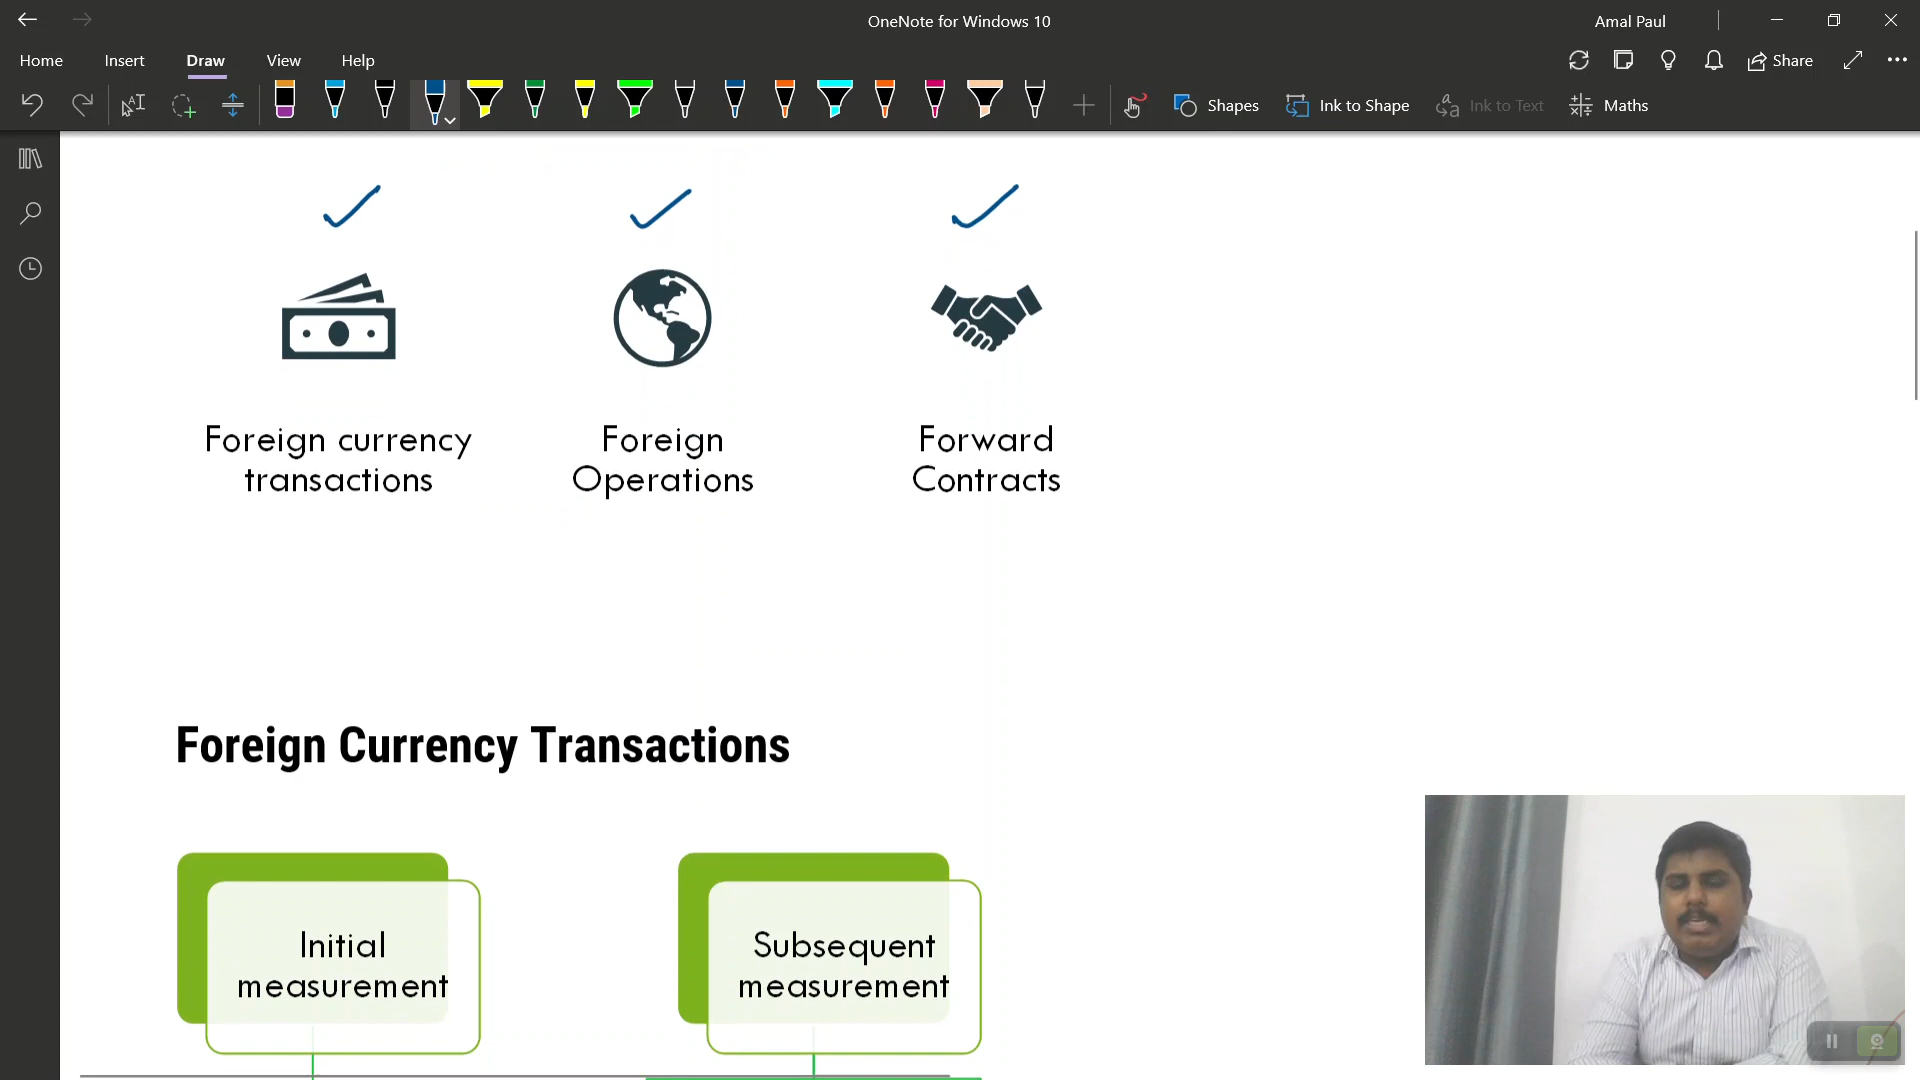 OneNote for Windows 10
Amal Paul
Home Insert Draw View Help
Share
Shapes Ink to Shape Ink to Text Maths
Foreign currency
transactions
Foreign
Operations
Forward
Contracts
Foreign Currency Transactions
Initial
measurement
Subsequent
measurement